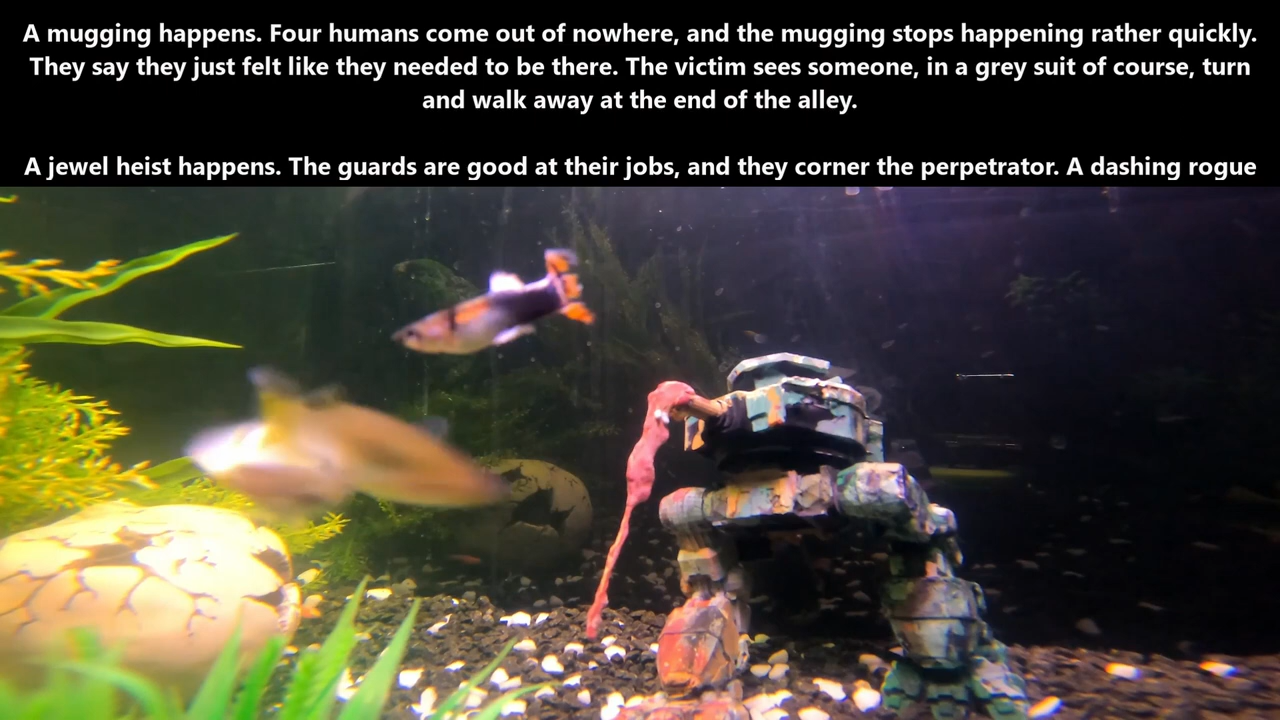 A mugging happens. Four humans come out of nowhere, and the mugging stops happening rather quickly.
They say they just felt like they needed to be there. The victim sees someone, in a grey suit of course, turn
and walk away at the end of the alley.
A jewel heist happens. The guards are good at their jobs, and they corner the perpetrator. A dashing rogue